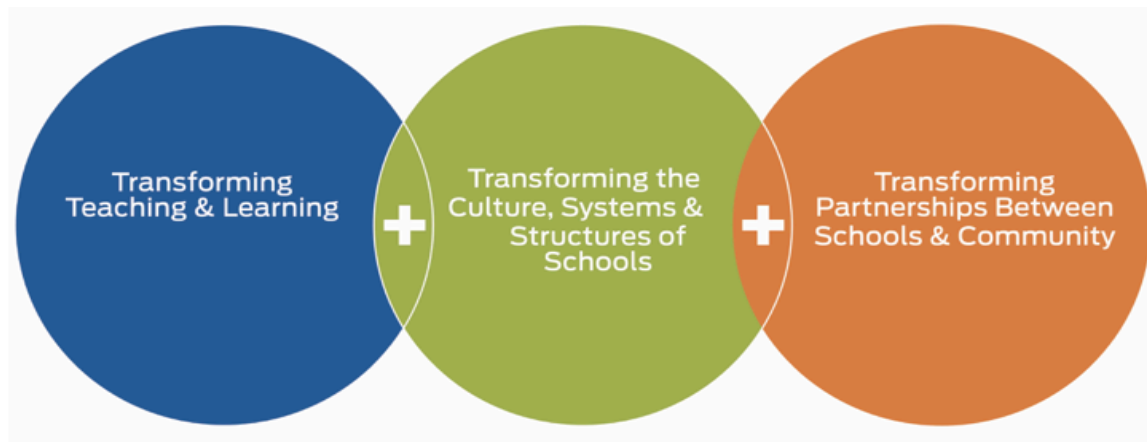 Transforming
Teaching & Learning
+
Transforming the
Culture, Systems &
Structures of
Schools
+
Transforming
Partnerships Between
Schools & Community